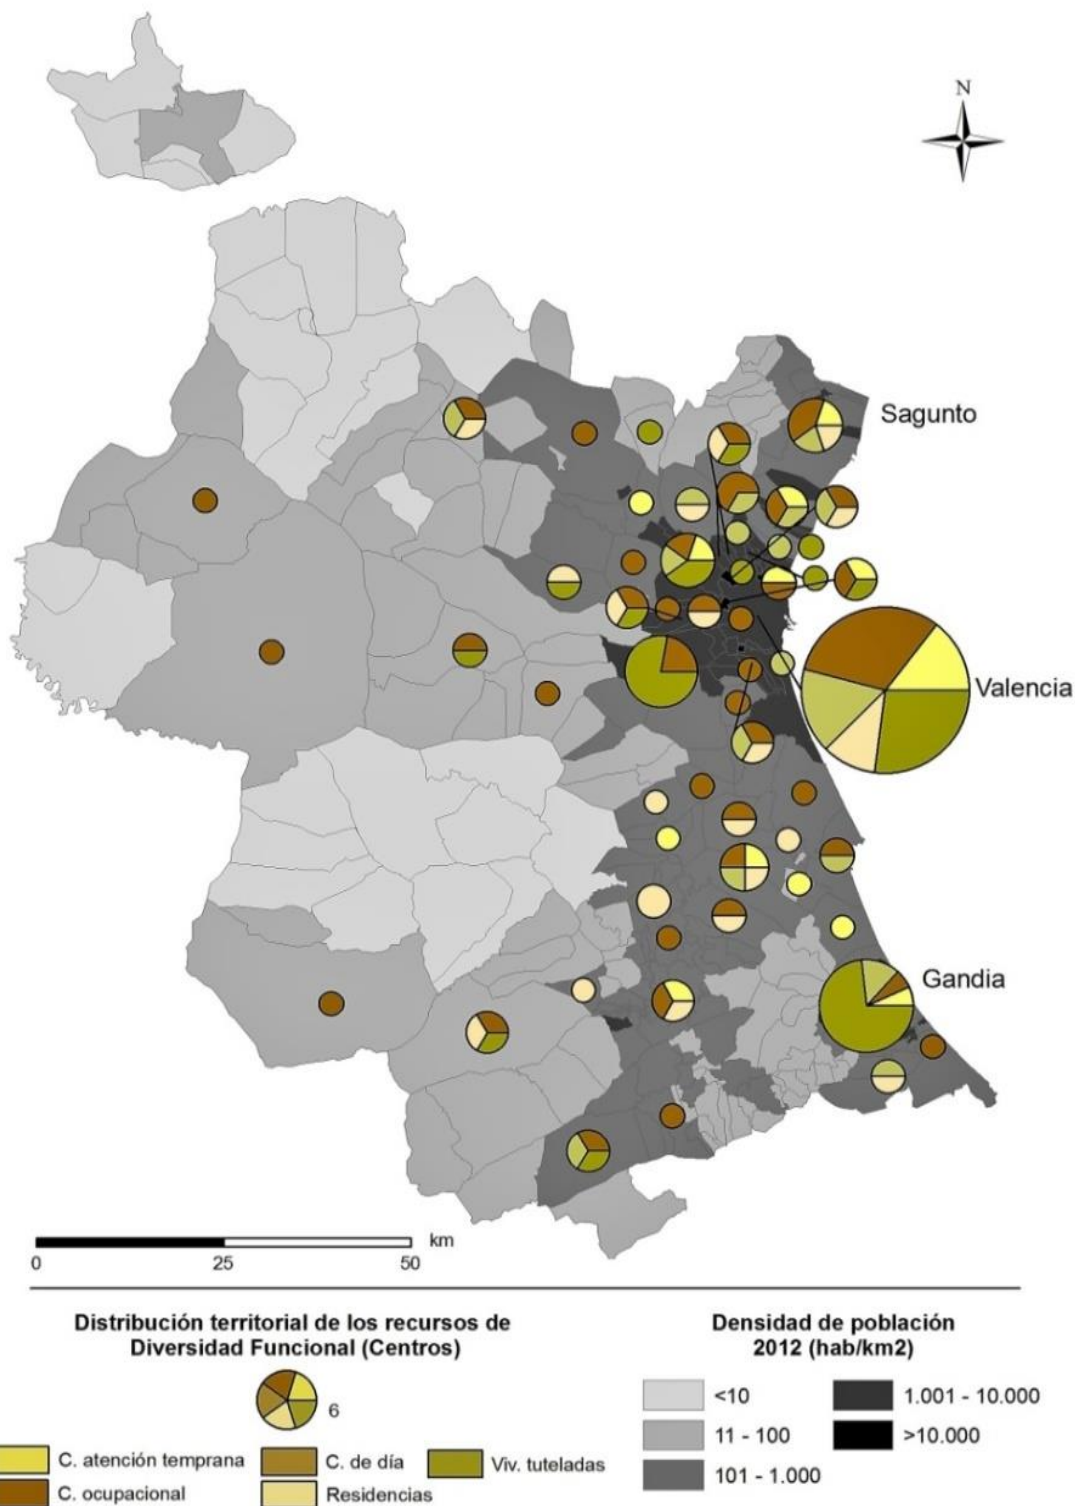 N
Sagunto
Valencia
Gandia
km
0 25 50
Distribución territorial de los recursos de
Diversidad Funcional (Centros)
6
C. atención temprana
C. de día
Viv. tuteladas
C. ocupacional
Residencias
Densidad de población
2012 (hab/km2)
<10
1.001 - 10.000
11 - 100
>10.000
101 - 1.000